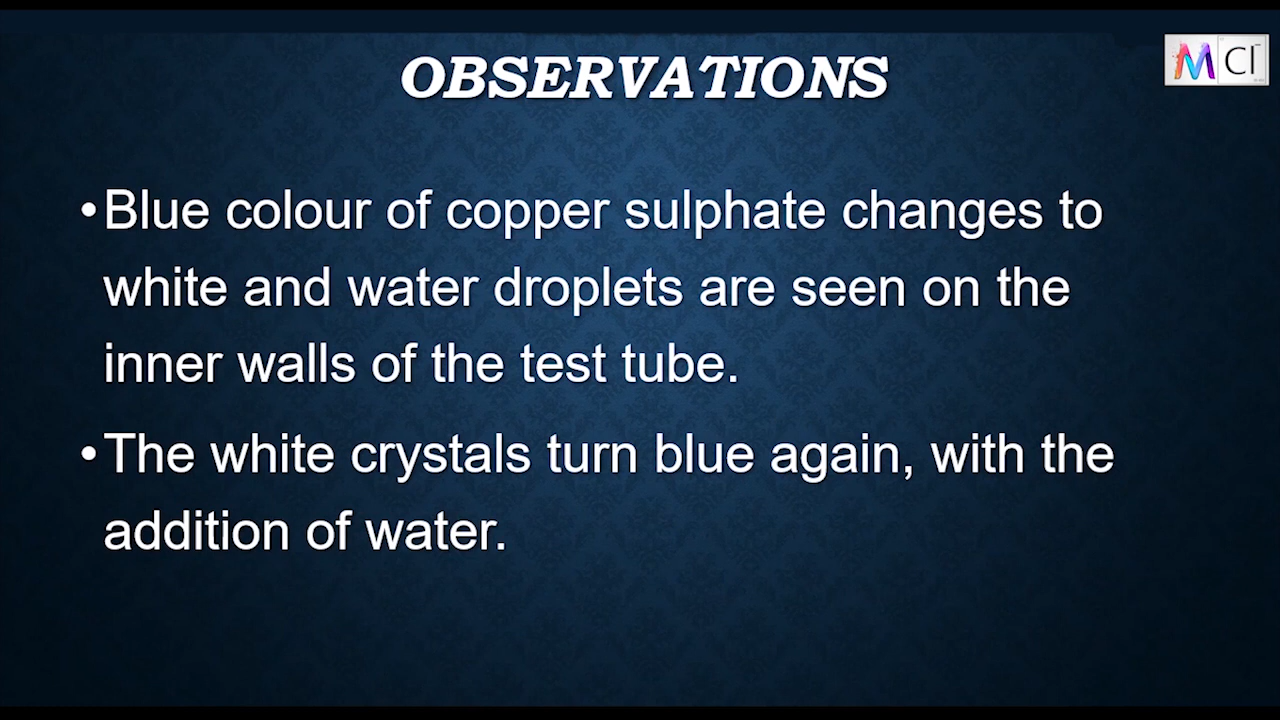 OBSERVATIONS
M Cl
•Blue colour of copper sulphate changes to
white and water droplets are seen on the
inner walls of the test tube.
•The white crystals turn blue again, with the
addition of water.